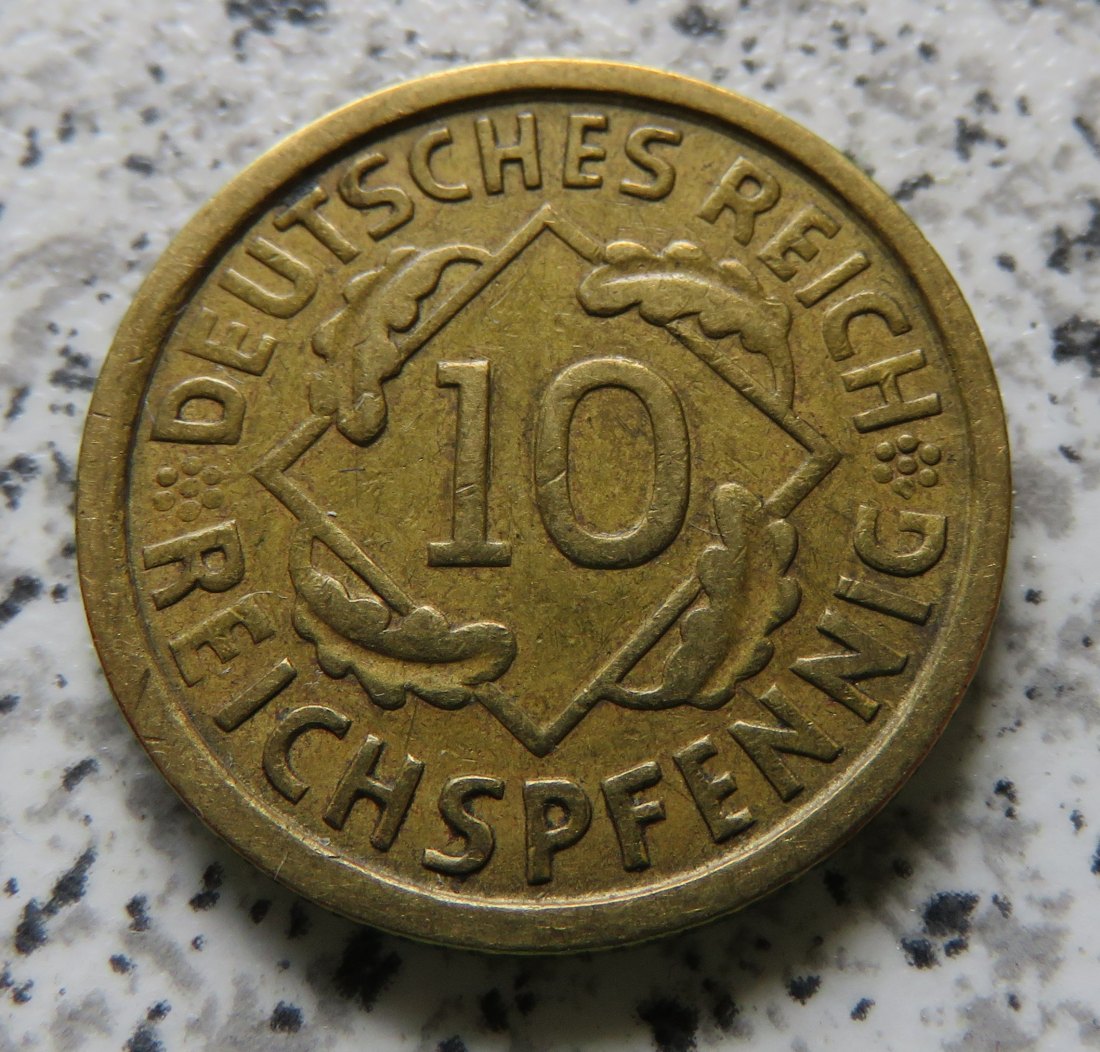 DEUTSCHES REICH
10
REICHSPFENNIG